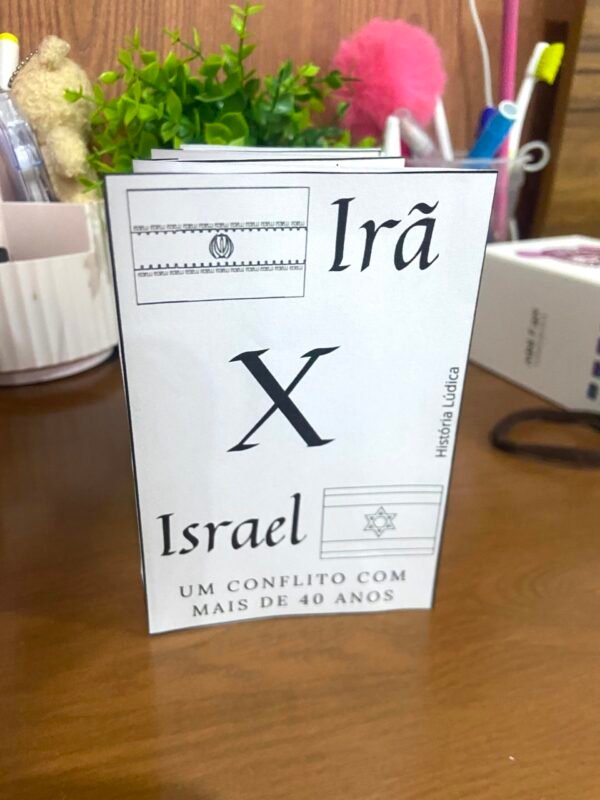 Irã
X
História Lúdica
Israel
UM CONFLITO COM
MAIS DE 40 ANOS